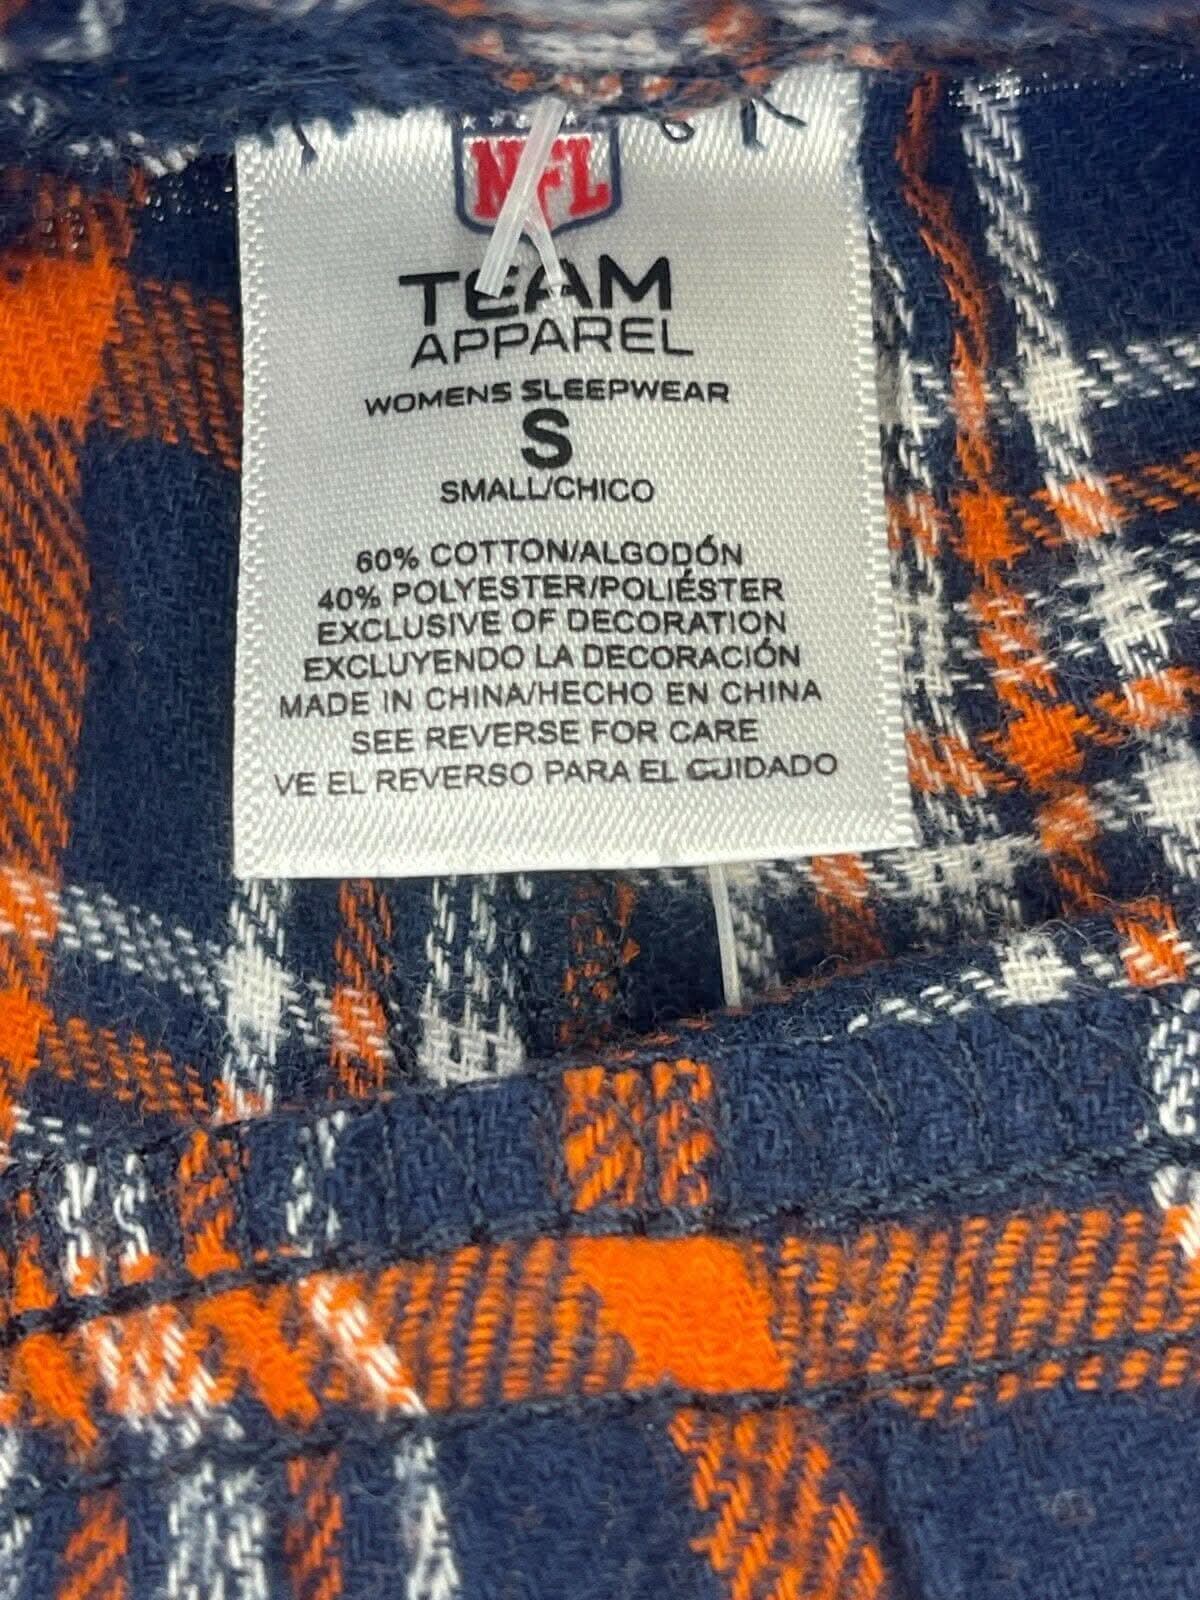 NFL
TEAM
APPAREL
WOMENS SLEEPWEAR
S
SMALL/CHICO
60% COTTON/ALGODÓN
40% POLYESTER/POLIÉSTER
EXCLUSIVE OF DECORATION
EXCLUYENDO LA DECORACIÓN
MADE IN CHINA/HECHO EN CHINA
SEE REVERSE FOR CARE
VE EL REVERSO PARA EL CUIDADO